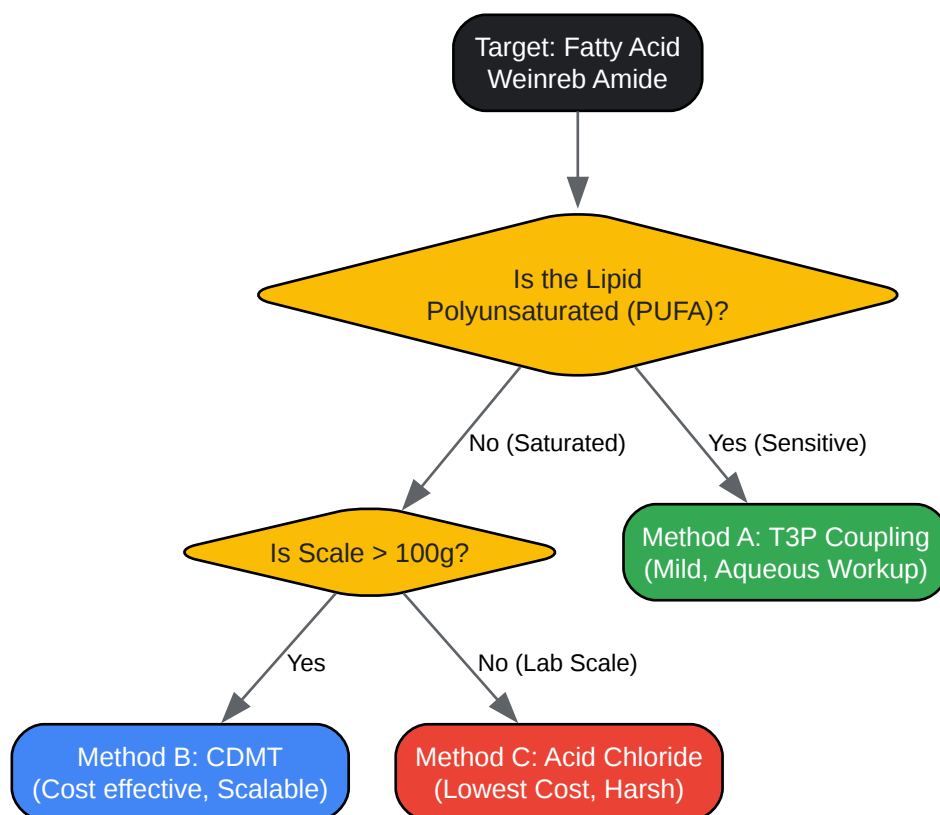 Target: Fatty Acid
Weinreb Amide
Is the Lipid
Polyunsaturated (PUFA)?
No (Saturated)
Yes (Sensitive)
Is Scale > 100g?
Method A: T3P Coupling
(Mild, Aqueous Workup)
Yes
No (Lab Scale)
Method B: CDMT
(Cost effective, Scalable)
Method C: Acid Chloride
(Lowest Cost, Harsh)